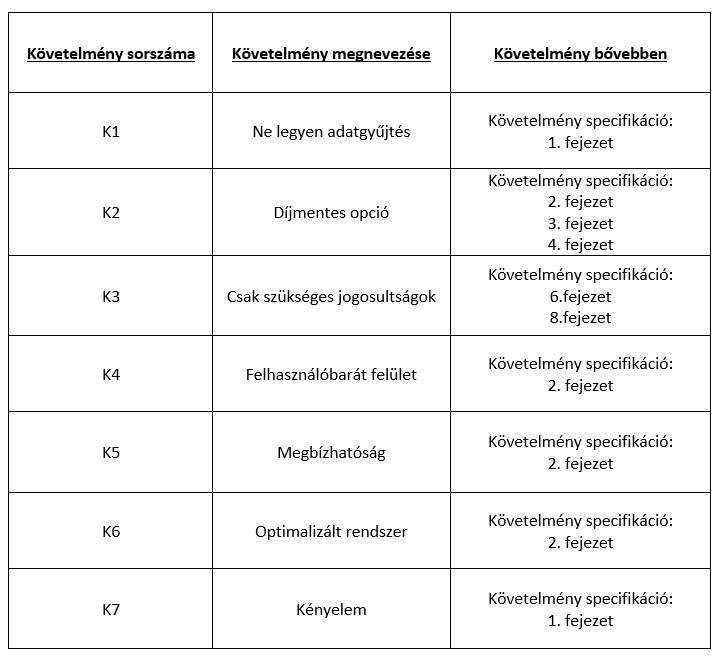 Követelmény sorszáma
Követelmény megnevezése
Követelmény bővebben
K1
Ne legyen adatgyűjtés
Követelmény specifikáció:
1. fejezet
K2
Díjmentes opció
Követelmény specifikáció:
2. fejezet
3. fejezet
4. fejezet
K3
Csak szükséges jogosultságok
Követelmény specifikáció:
6.fejezet
8.fejezet
K4
Felhasználóbarát felület
Követelmény specifikáció:
2. fejezet
K5
Megbízhatóság
Követelmény specifikáció:
2. fejezet
K6
Optimalizált rendszer
Követelmény specifikáció:
2. fejezet
K7
Kényelem
Követelmény specifikáció:
1. fejezet